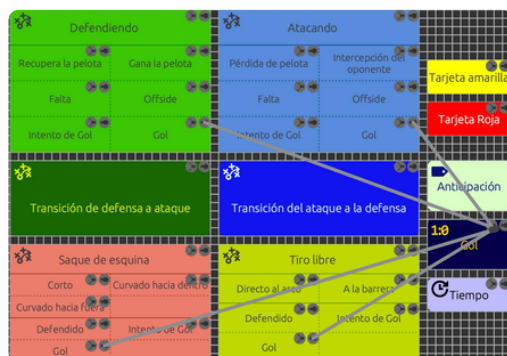 Defendiendo
Recupera la pelota
Gana la pelota
Falta
Offside
Intento de Gol
Gol
Atacando
Pérdida de pelota
Intercepción del
oponente
Falta
Offside
Intento de Gol
Gol
Tarjeta amarilla
Tarjeta Roja
Transición de defensa a ataque
Transición del ataque a la defensa
Anticipación
1:0
Gol
Tiempo
Saque de esquina
Corto
Curvado hacia dentro
Curvado hacia fuera
Defendido
Intento de Gol
Gol
Tiro libre
Directo al arco
A la barrera
Defendido
Intento de Gol
Gol